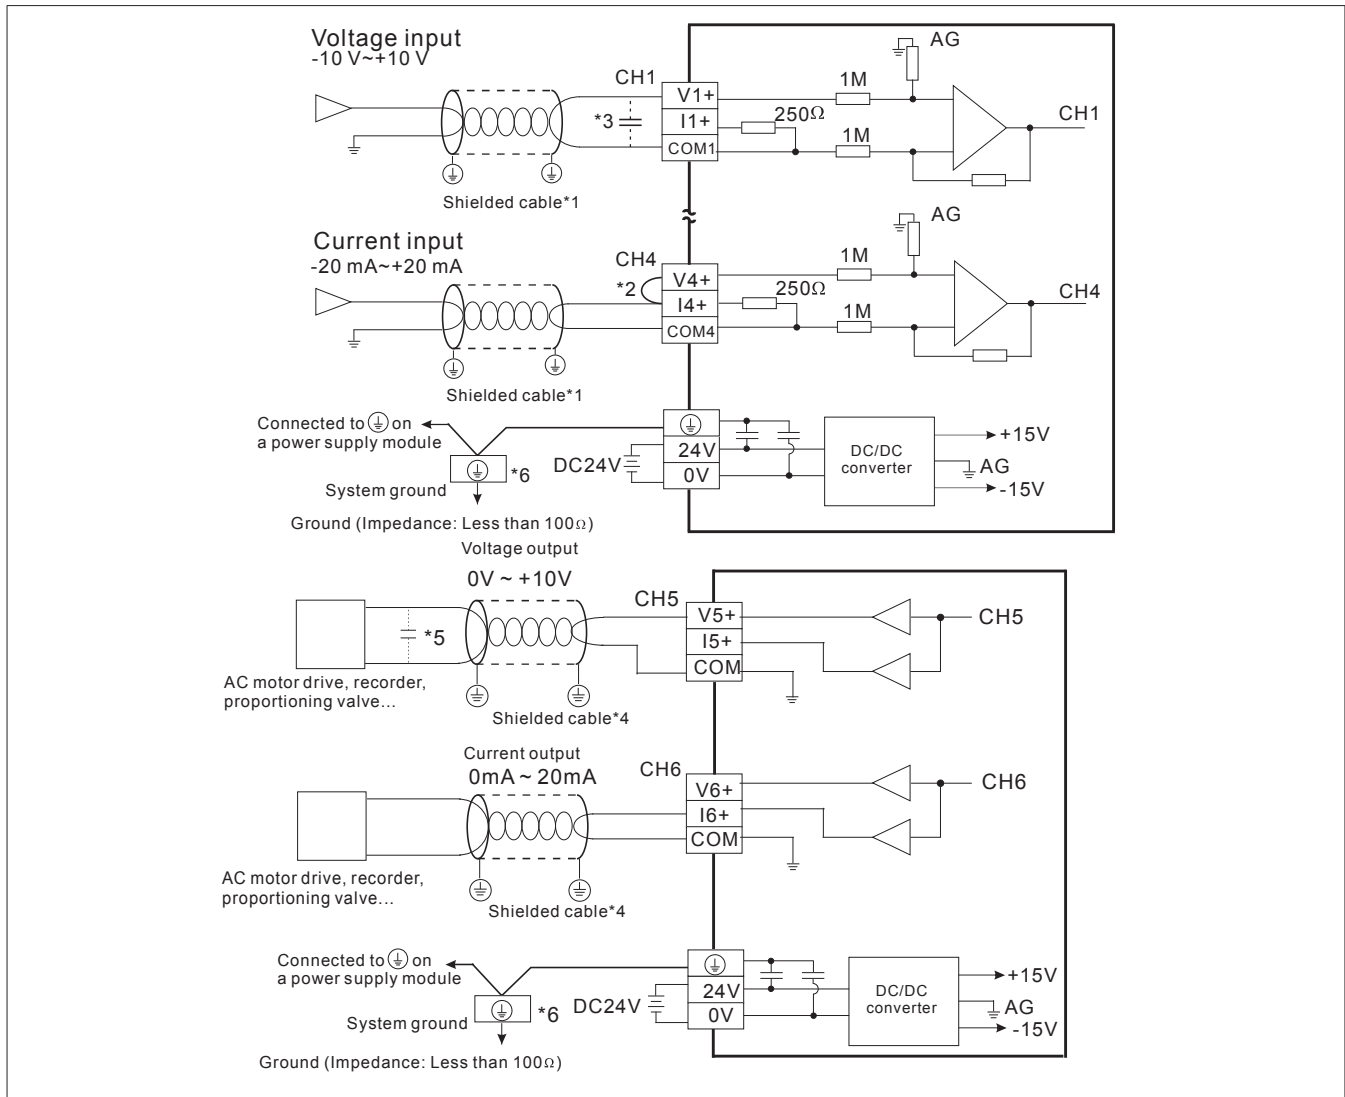 Voltage input
-10 V~+10 V
CH1
V1+
I1+
COM1
*3
250Ω
1M
1M
AG
CH1
Shielded cable*1
Current input
-20 mA~+20 mA
CH4
*2
V4+
I4+
COM4
250Ω
1M
1M
AG
CH4
Shielded cable*1
Connected to on
a power supply module
*6
System ground
Ground (Impedance: Less than 100Ω)
DC24V
24V
0V
DC/DC
converter
+15V
AG
-15V
Voltage output
0V ~ +10V
CH5
V5+
I5+
COM
CH5
*5
AC motor drive, recorder,
proportioning valve...
Shielded cable*4
Current output
0mA ~ 20mA
CH6
V6+
I6+
COM
CH6
AC motor drive, recorder,
proportioning valve...
Shielded cable*4
Connected to on
a power supply module
*6
System ground
Ground (Impedance: Less than 100Ω)
DC24V
24V
0V
DC/DC
converter
+15V
AG
-15V